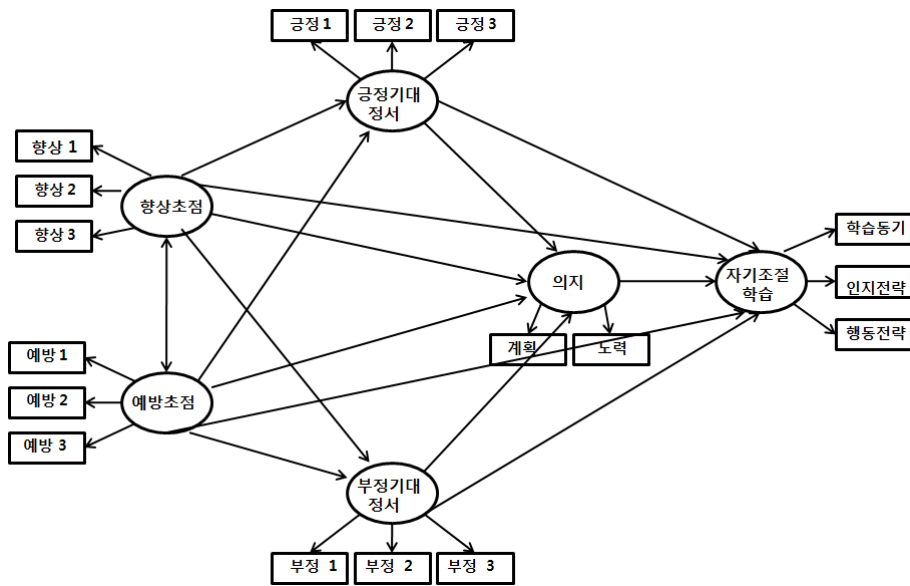 긍정 1
긍정 2
긍정 3
긍정기대
정서
향상 1
향상 2
향상 3
향상초점
의지
자기조절
학습
학습동기
인지전략
행동전략
계획
노력
예방 1
예방 2
예방 3
예방초점
부정기대
정서
부정 1
부정 2
부정 3